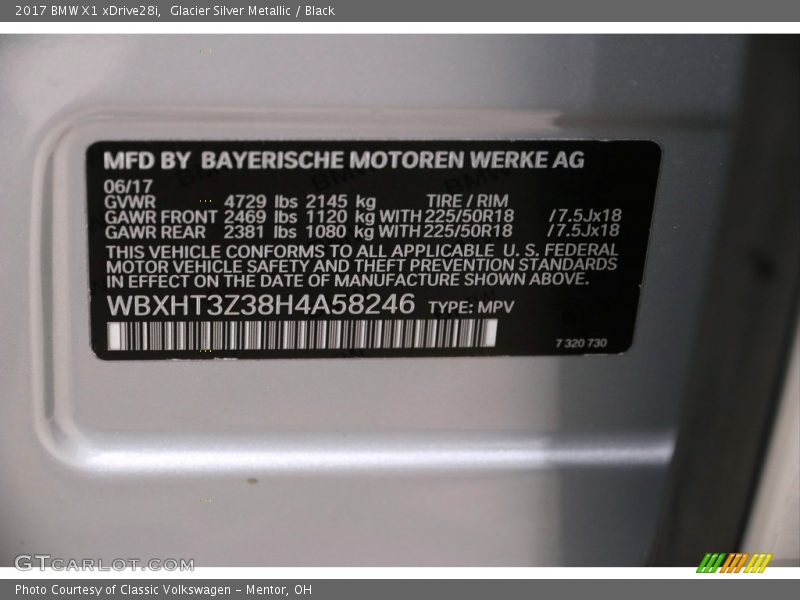 2017 BMW X1 xDrive28i, Glacier Silver Metallic / Black
MFD BY BAYERISCHE MOTOREN WERKE AG
06/17
GVWR 4729 lbs 2145 kg TIRE / RIM
GAWR FRONT 2469 lbs 1120 kg WITH 225/50R18 /7.5Jx18
GAWR REAR 2381 lbs 1080 kg WITH 225/50R18 /7.5Jx18
THIS VEHICLE CONFORMS TO ALL APPLICABLE U. S. FEDERAL
MOTOR VEHICLE SAFETY AND THEFT PREVENTION STANDARDS
IN EFFECT ON THE DATE OF MANUFACTURE SHOWN ABOVE.
WBXHT3Z38H4A58246 TYPE: MPV
7 320 730
GTCARLOT.COM
Photo Courtesy of Classic Volkswagen - Mentor, OH